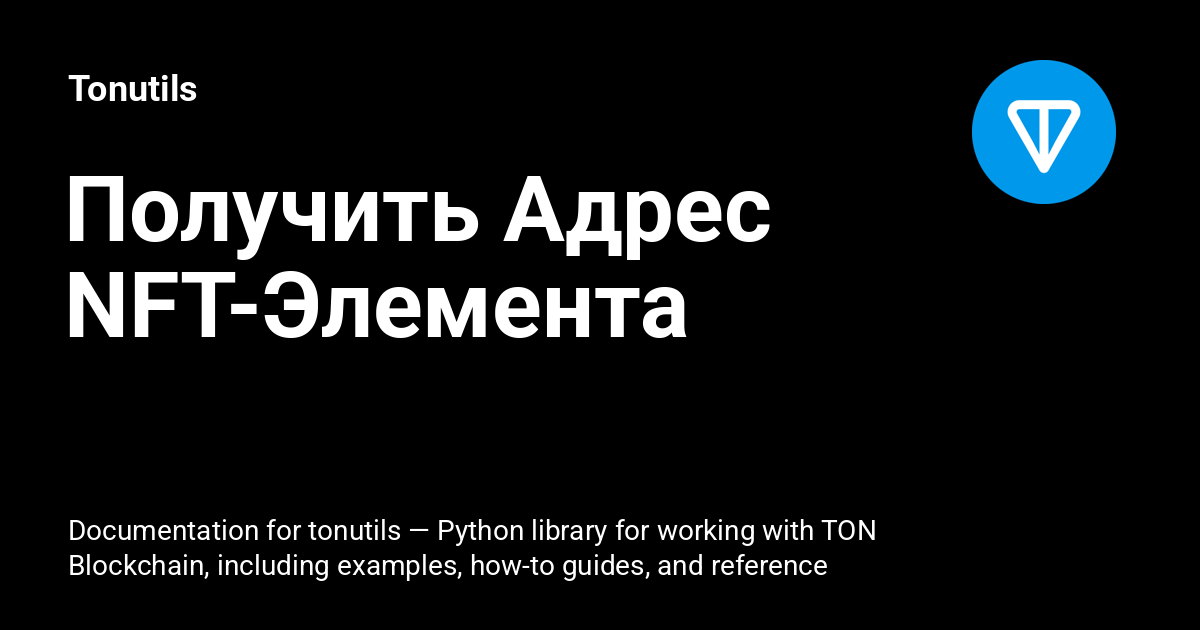 Tonutils
Получить Адрес
NFT-Элемента
Documentation for tonutils — Python library for working with TON
Blockchain, including examples, how-to guides, and reference